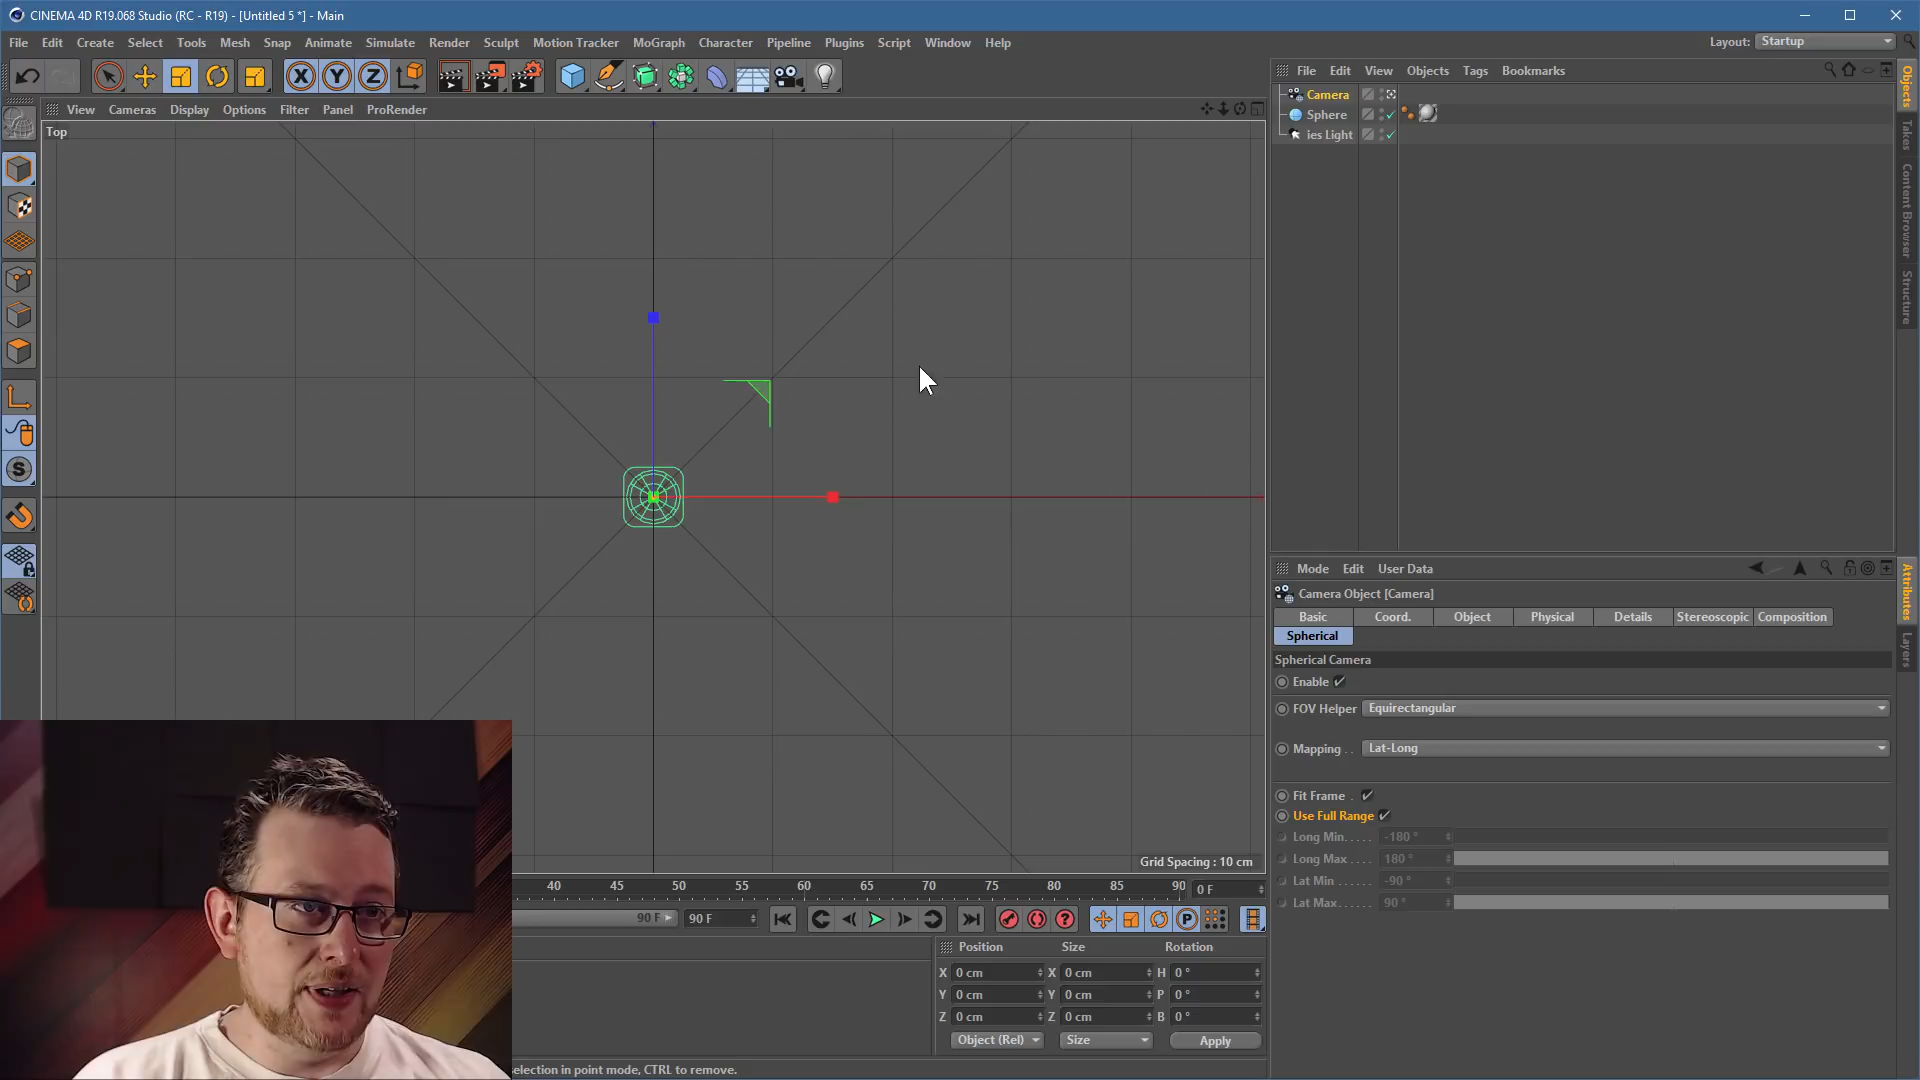 CINEMA 4D R19.068 Studio (RC - R19) - [Untitled 5 *] - Main
File Edit Create Select Tools Mesh Snap Animate Simulate Render Sculpt Motion Tracker MoGraph Character Pipeline Plugins Script Window Help
Layout: Startup
X Y Z
File Edit View Objects Tags Bookmarks
Camera
Sphere
ies Light
Objects
Takes
Content Browser
Structure
View Cameras Display Options Filter Panel ProRender
Top
Grid Spacing : 10 cm
Mode Edit User Data
Attributes
Layers
Camera Object [Camera]
Basic Coord. Object Physical Details Stereoscopic Composition
Spherical
Spherical Camera
Enable
FOV Helper Equirectangular
Mapping . . Lat-Long
Fit Frame .
Use Full Range
Long Min. . . . . -180 °
Long Max . . . . 180 °
Lat Min . . . . . . -90 °
Lat Max. . . . . . 90 °
40 45 50 55 60 65 70 75 80 85 90 0 F
90 F 90 F
Position Size Rotation
X 0 cm X 0 cm H 0 °
Y 0 cm Y 0 cm P 0 °
Z 0 cm Z 0 cm B 0 °
Object (Rel) Size Apply
election in point mode, CTRL to remove.